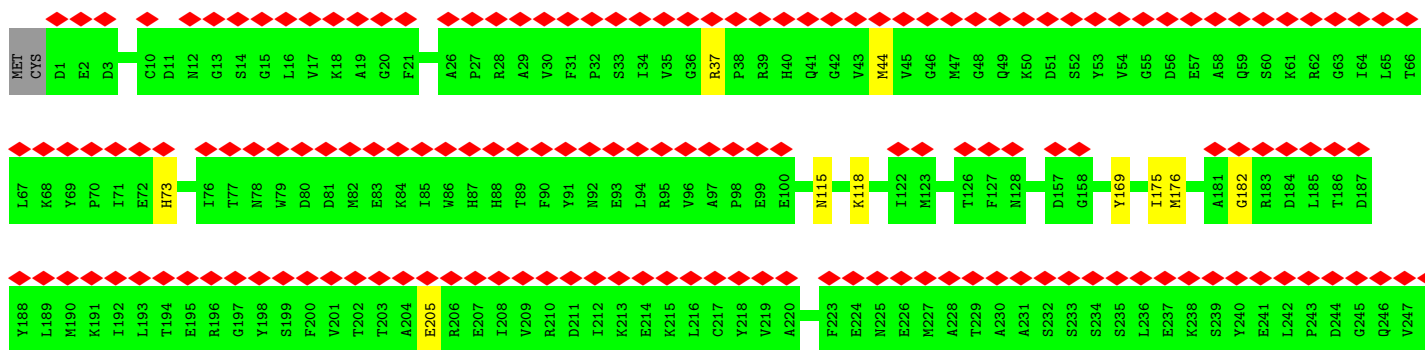 MET CYS D1 E2 D3 C10 D11 N12 G13 S14 G15 L16 V17 K18 A19 G20 F21 A26 P27 R28 A29 V30 F31 P32 S33 I34 V35 G36 R37 P38 R39 H40 Q41 G42 V43 M44 V45 G46 M47 G48 Q49 K50 D51 S52 Y53 V54 G55 D56 E57 A58 Q59 S60 K61 R62 G63 I64 L65 T66
L67 K68 Y69 P70 I71 E72 H73 I76 T77 N78 W79 D80 D81 M82 E83 K84 I85 W86 H87 H88 T89 F90 Y91 N92 E93 L94 R95 V96 A97 P98 E99 E100 N115 K118 I122 M123 T126 F127 N128 D157 G158 Y169 I175 M176 A181 G182 R183 D184 L185 T186 D187
Y188 L189 M190 K191 I192 L193 T194 E195 R196 G197 Y198 S199 F200 V201 T202 T203 A204 E205 R206 E207 I208 V209 R210 D211 I212 K213 E214 K215 L216 C217 Y218 V219 A220 F223 E224 N225 E226 M227 A228 T229 A230 A231 S232 S233 S234 S235 L236 E237 K238 S239 Y240 E241 L242 P243 D244 G245 Q246 V247